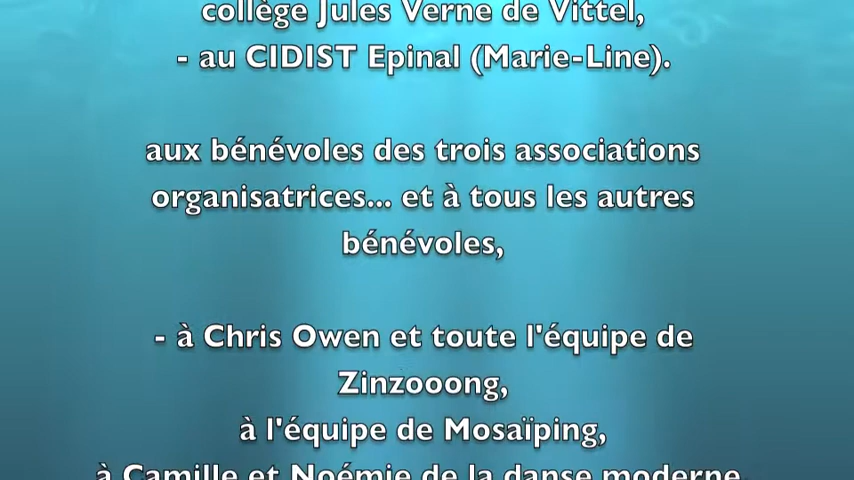 collège Jules Verne de Vittel,
- au CIDIST Epinal (Marie-Line).
aux bénévoles des trois associations
organisatrices... et à tous les autres
bénévoles,
- à Chris Owen et toute l'équipe de
Zinzooong,
à l'équipe de Mosaïping,
à Camille et Noémie de la danse moderne,